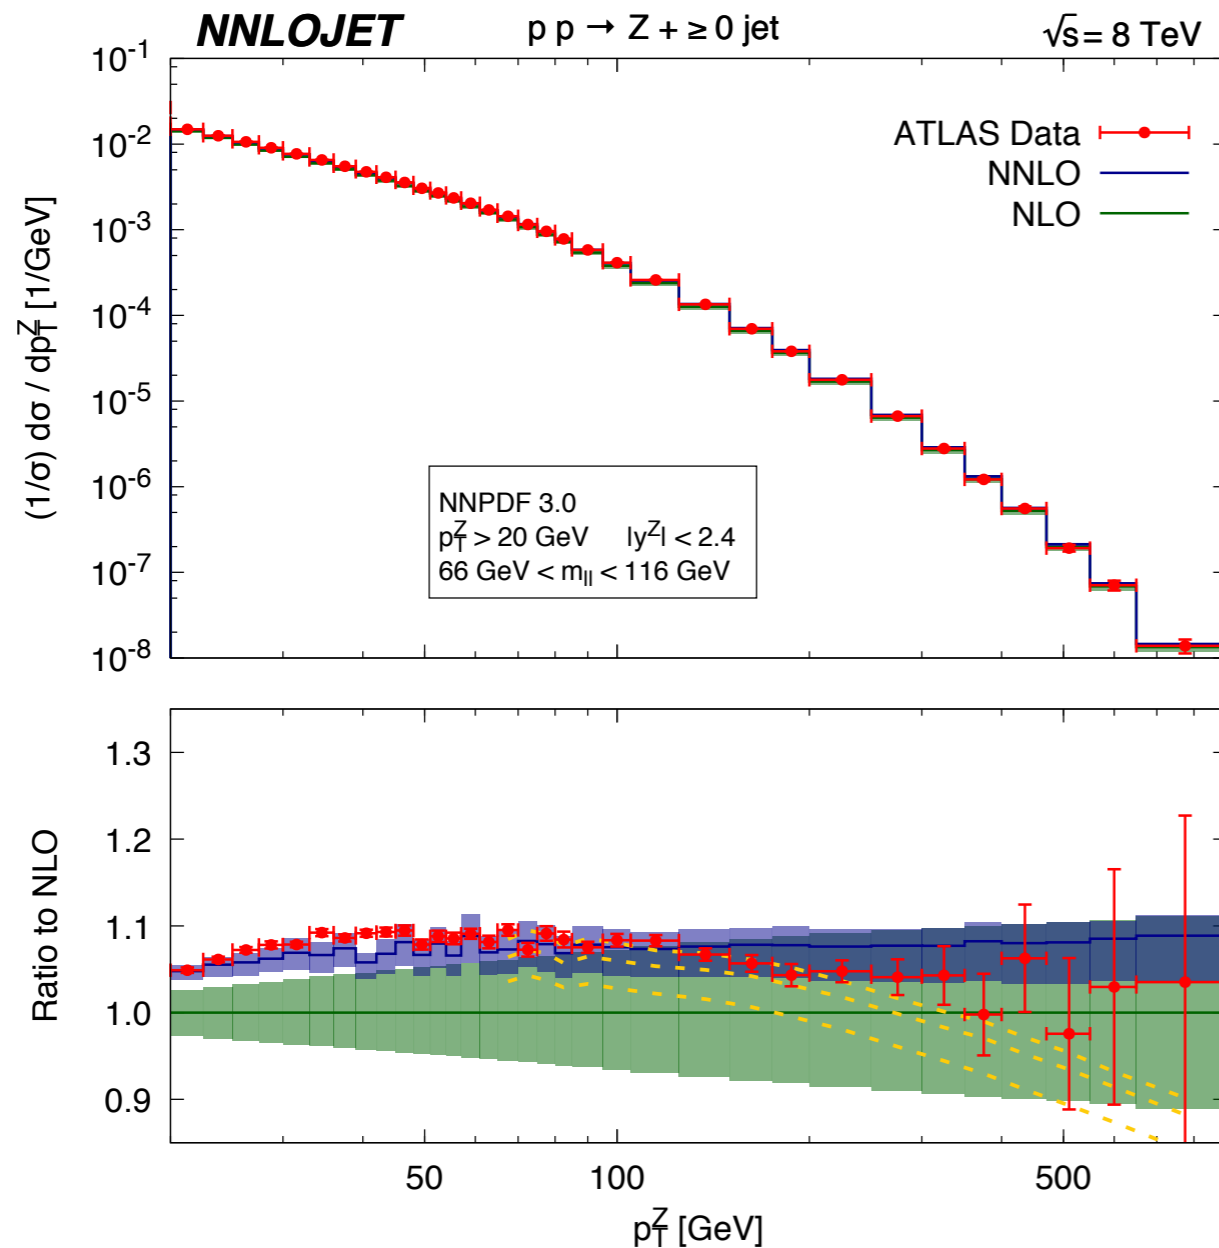 NNLOJET p p → Z + ≥ 0 jet √s = 8 TeV
10⁻¹
10⁻²
10⁻³
10⁻⁴
10⁻⁵
10⁻⁶
10⁻⁷
10⁻⁸
(1/σ) dσ / dp_T^Z [1/GeV]
ATLAS Data
NNLO
NLO
NNPDF 3.0
p_T^Z > 20 GeV |y^Z| < 2.4
66 GeV < m_ll < 116 GeV
1.3
1.2
1.1
1.0
0.9
Ratio to NLO
50 100 500
p_T^Z [GeV]